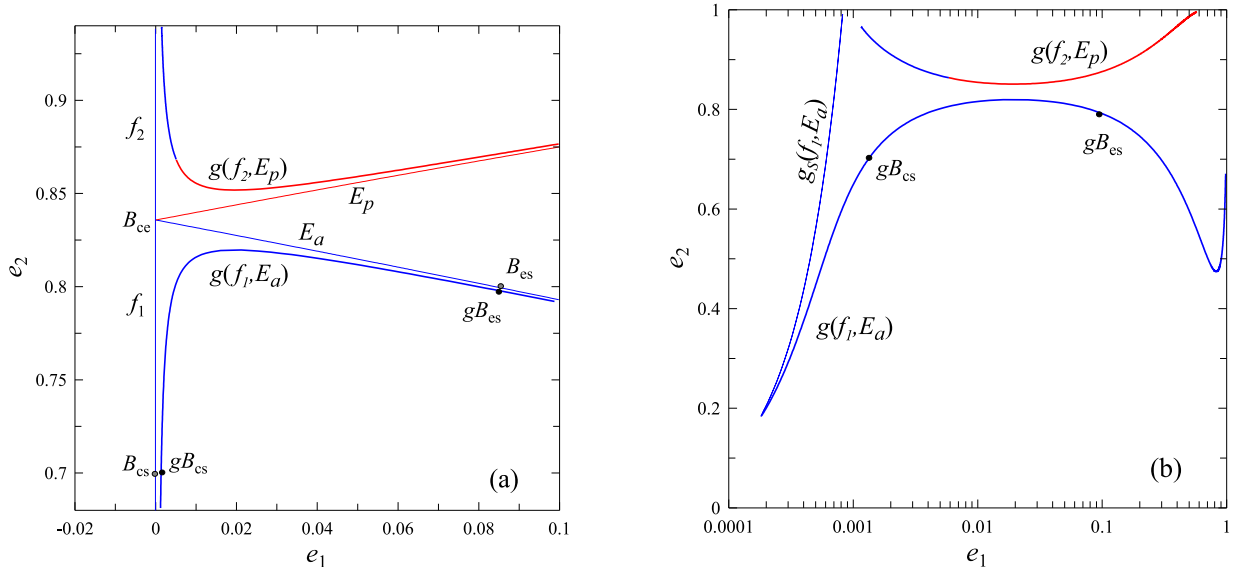 0.9
0.85
0.8
0.75
0.7
-0.02
0
0.02
0.04
0.06
0.08
0.1
e2
e1
f2
g(f2,Ep)
Ep
Bce
Ea
g(f1,Ea)
f1
Bes
gBes
Bcs
gBcs
(a)
1
0.8
0.6
0.4
0.2
0
0.0001
0.001
0.01
0.1
1
e2
e1
gS(f1,Ea)
g(f2,Ep)
gBcs
gBes
g(f1,Ea)
(b)